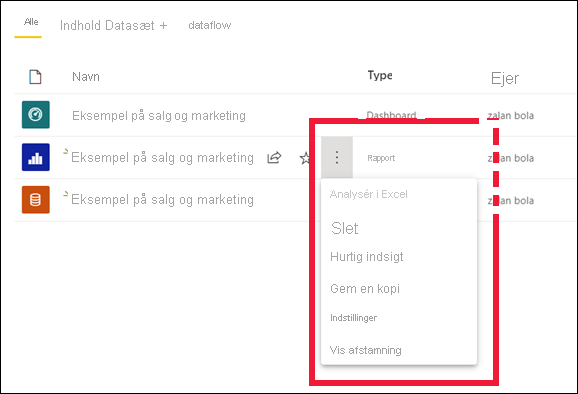 Alle Indhold Datasæt + dataflow
Navn Type Ejer
Eksempel på salg og marketing Dashboard zalan bola
Eksempel på salg og marketing Rapport zalan bola
Eksempel på salg og marketing zalan bola
Analysér i Excel
Slet
Hurtig indsigt
Gem en kopi
Indstillinger
Vis afstamning